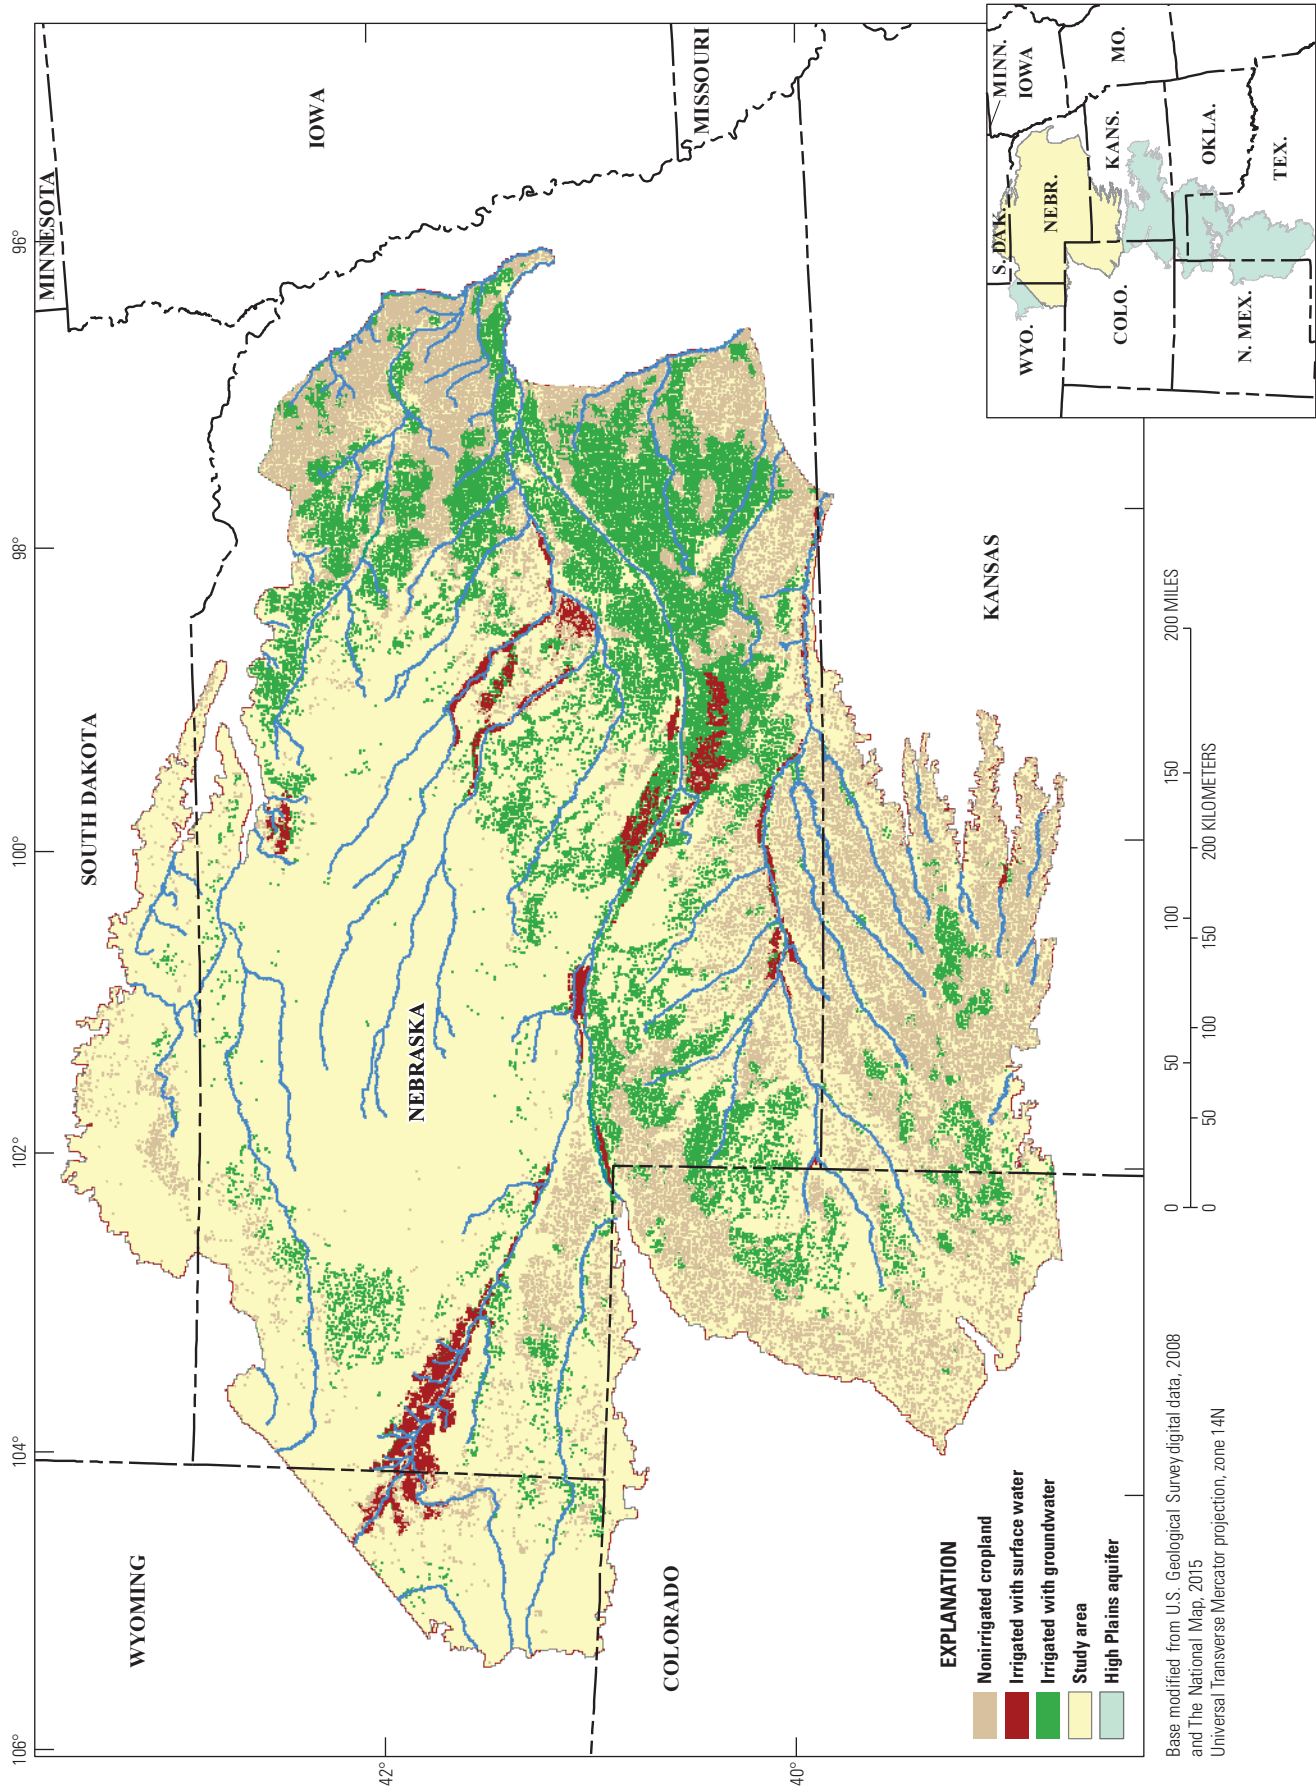 106°
104°
102°
100°
98°
96°
42°
40°
WYOMING
SOUTH DAKOTA
MINNESOTA
IOWA
NEBRASKA
MISSOURI
COLORADO
KANSAS
EXPLANATION
Nonirrigated cropland
Irrigated with surface water
Irrigated with groundwater
Study area
High Plains aquifer
Base modified from U.S. Geological Survey digital data, 2008
and The National Map, 2015
Universal Transverse Mercator projection, zone 14N
0 50 100 150 200 MILES
0 50 100 150 200 KILOMETERS
S. DAK.
MINN.
WYO.
IOWA
NEBR.
COLO.
KANS.
MO.
N. MEX.
OKLA.
TEX.